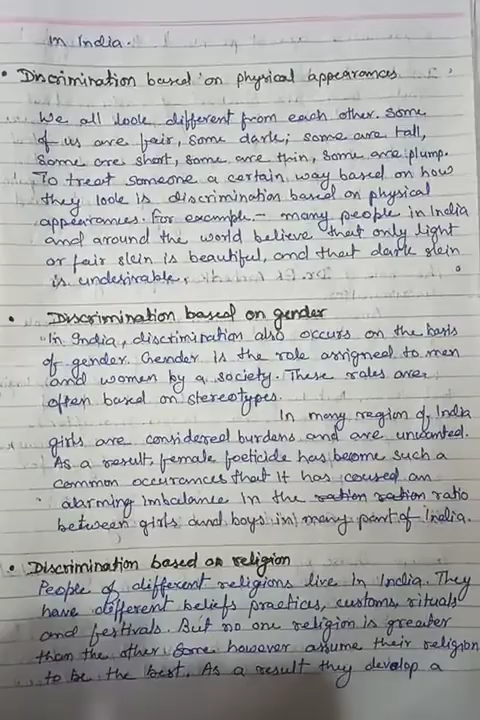 in India.
• Discrimination based on physical appearances
We all look different from each other. Some
of us are fair, some dark; some are tall,
some are short, some are thin, some are plump.
To treat someone a certain way based on how
they look is discrimination based on physical
appearances. For example - many people in India
and around the world believe that only light
or fair skin is beautiful, and that dark skin
is undesirable.
• Discrimination based on gender
In India, discrimination also occurs on the basis
of gender. Gender is the role assigned to men
and women by a society. These roles are
often based on stereotypes.
In many region of India
girls are considered burdens and are unwanted.
As a result, female foeticide has become such a
common occurances that it has caused an
alarming imbalance in the ration ration ratio
between girls and boys in many part of India.
• Discrimination based on religion
People of different religions live in India. They
have different beliefs practices, customs, rituals
and festivals. But no one religion is greater
than the other. Some however assume their religion
to be the best. As a result they develop a